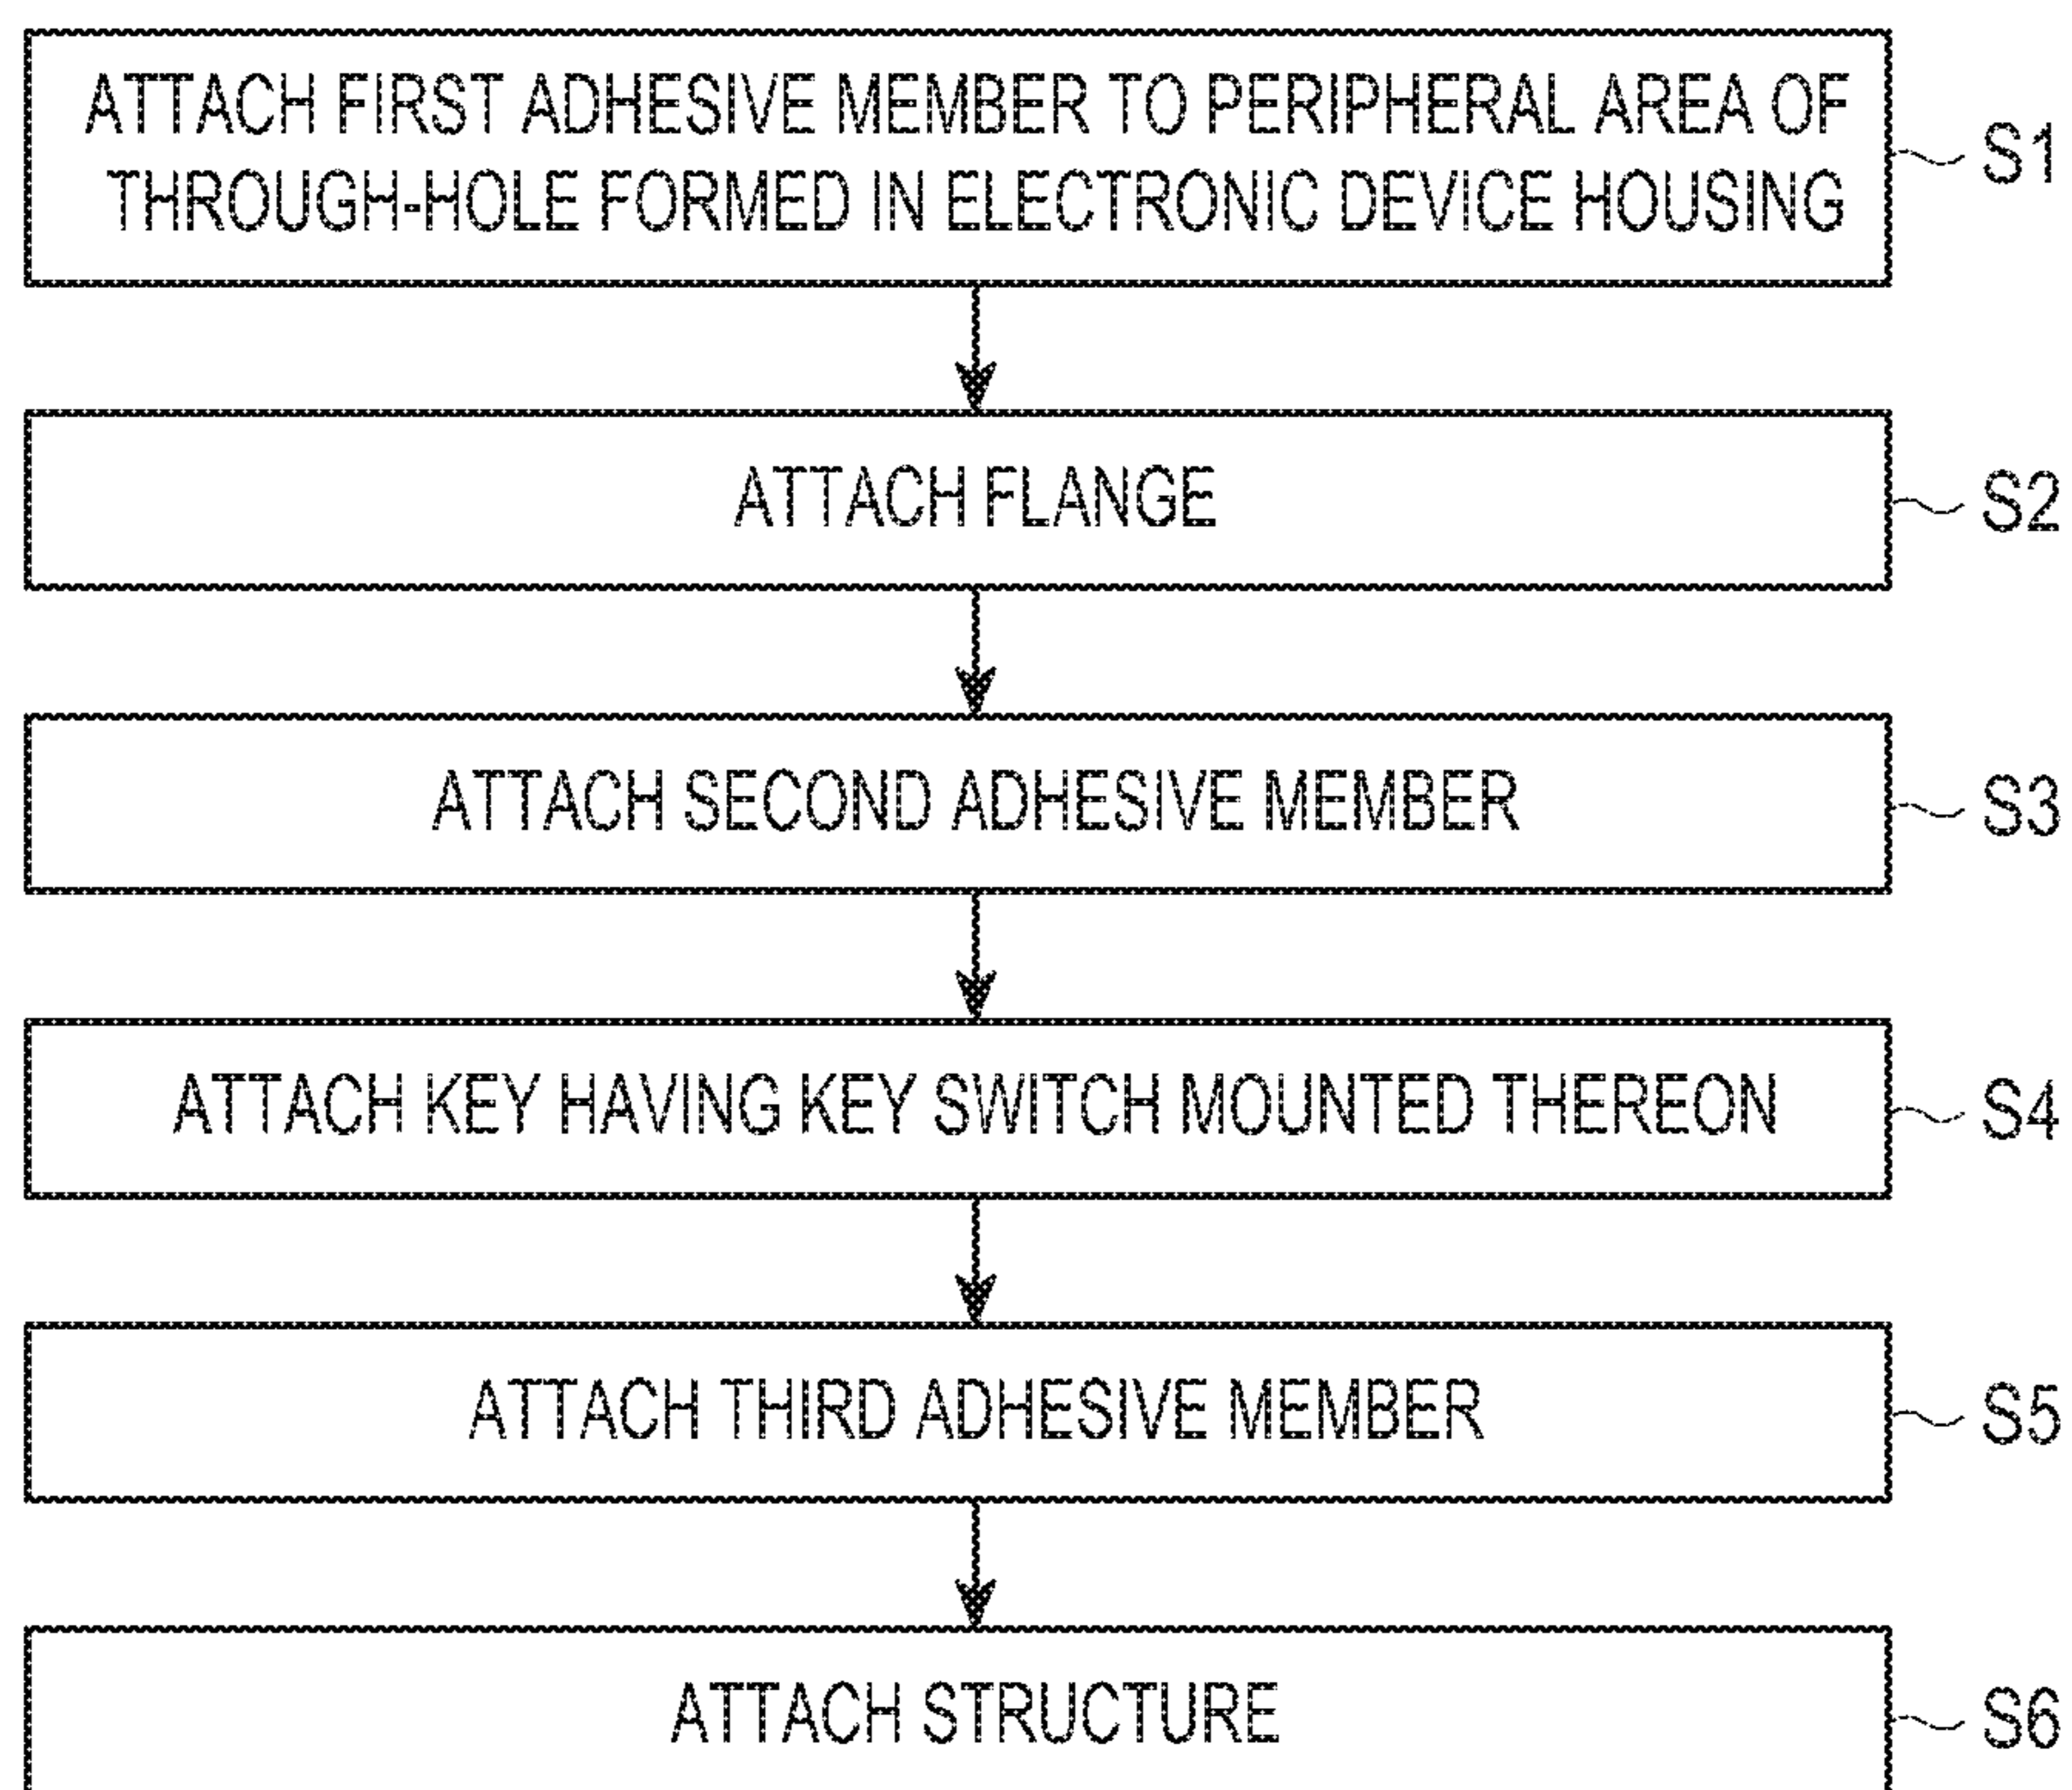 ATTACH FIRST ADHESIVE MEMBER TO PERIPHERAL AREA OF
THROUGH-HOLE FORMED IN ELECTRONIC DEVICE HOUSING
S1
ATTACH FLANGE
S2
ATTACH SECOND ADHESIVE MEMBER
S3
ATTACH KEY HAVING KEY SWITCH MOUNTED THEREON
S4
ATTACH THIRD ADHESIVE MEMBER
S5
ATTACH STRUCTURE
S6